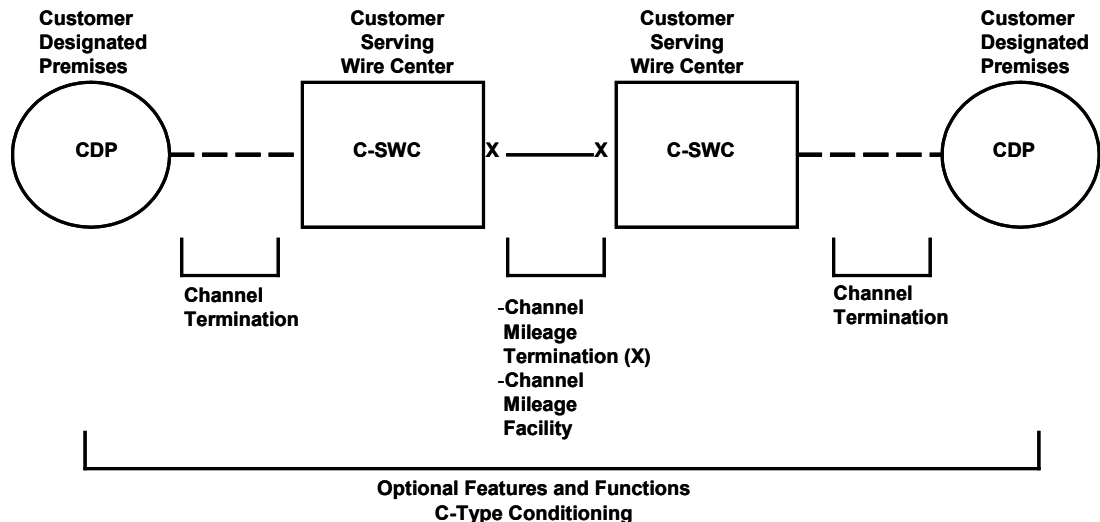 Customer
Designated
Premises
Customer
Serving
Wire Center
Customer
Serving
Wire Center
Customer
Designated
Premises
CDP
C-SWC
X
X
C-SWC
CDP
Channel
Termination
-Channel
Mileage
Termination (X)
-Channel
Mileage
Facility
Channel
Termination
Optional Features and Functions
C-Type Conditioning